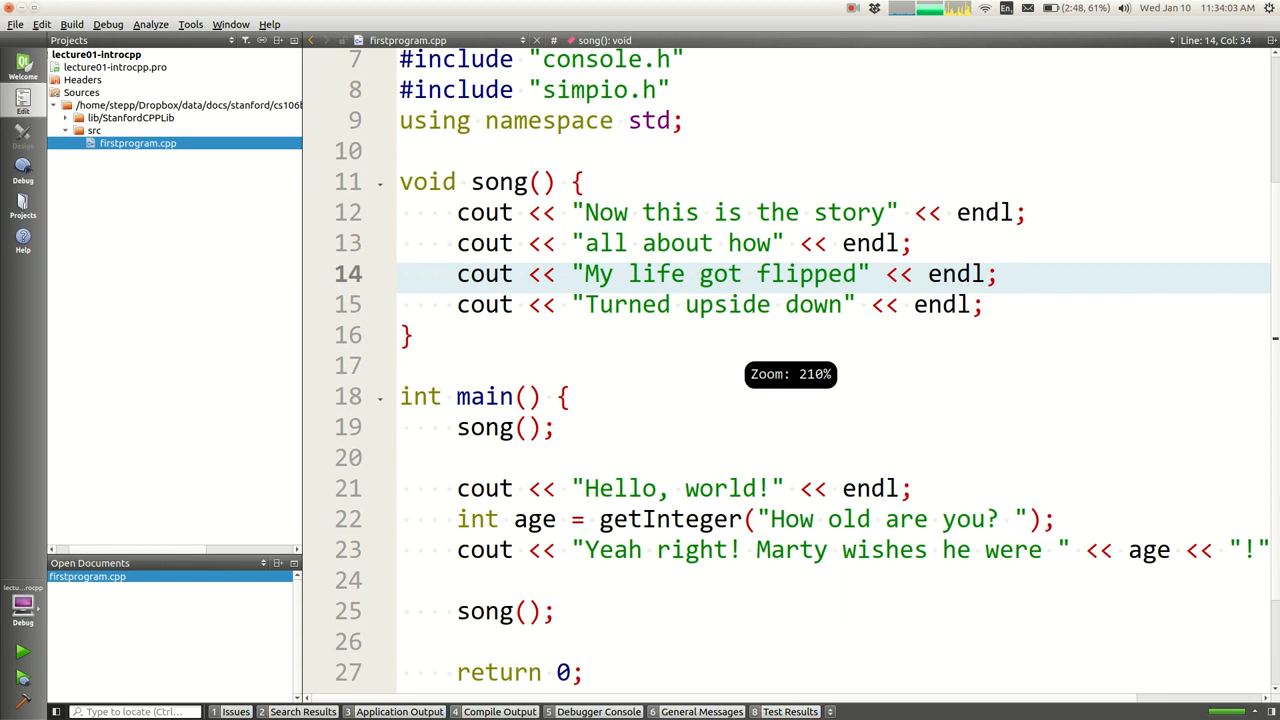 (2:48, 61%) Wed Jan 10 11:34:03 AM
En
File Edit Build Debug Analyze Tools Window Help
Projects firstprogram.cpp # song(): void Line: 14, Col: 34
lecture01-introcpp
lecture01-introcpp.pro
Headers
Sources
/home/stepp/Dropbox/data/docs/stanford/cs106b
lib/StanfordCPPLib
src
firstprogram.cpp
Welcome
Edit
Design
Debug
Projects
Help
7 #include "console.h"
8 #include "simpio.h"
9 using namespace std;
10
11 void song() {
12 cout << "Now this is the story" << endl;
13 cout << "all about how" << endl;
14 cout << "My life got flipped" << endl;
15 cout << "Turned upside down" << endl;
16 }
17
Zoom: 210%
18 int main() {
19 song();
20
21 cout << "Hello, world!" << endl;
22 int age = getInteger("How old are you? ");
23 cout << "Yeah right! Marty wishes he were " << age << "!"
24
25 song();
26
27 return 0;
Open Documents
firstprogram.cpp
lectu...rocpp
Debug
Type to locate (Ctrl... 1 Issues 2 Search Results 3 Application Output 4 Compile Output 5 Debugger Console 6 General Messages 8 Test Results